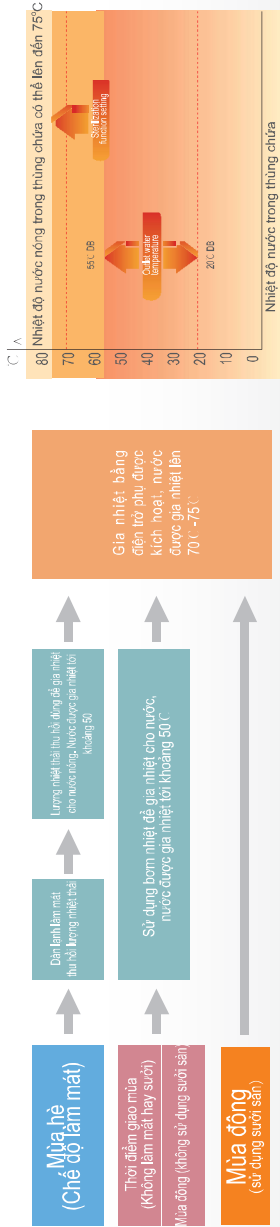 Mùa hè
(Chế độ làm mát)
Dàn lạnh làm mát
thu hồi lượng nhiệt thải
Lượng nhiệt thải thu hồi dùng để gia nhiệt
cho nước nóng. Nước được gia nhiệt tới
khoảng 50
Thời điểm giao mùa
(Không làm mát hay sưởi)
Mùa đông (không sử dụng sưởi sàn)
Sử dụng bơm nhiệt để gia nhiệt cho nước,
nước được gia nhiệt tới khoảng 50℃
Mùa đông
(sử dụng sưởi sàn)
Gia nhiệt bằng
điện trở phụ được
kích hoạt, nước
được gia nhiệt lên
70℃ -75℃
℃
Nhiệt độ nước nóng trong thùng chứa có thể lên đến 75°C
80
70
60
50
40
30
20
10
0
Sterilization
function setting
55℃ DB
Outlet water
temperature
20℃ DB
Nhiệt độ nước trong thùng chứa